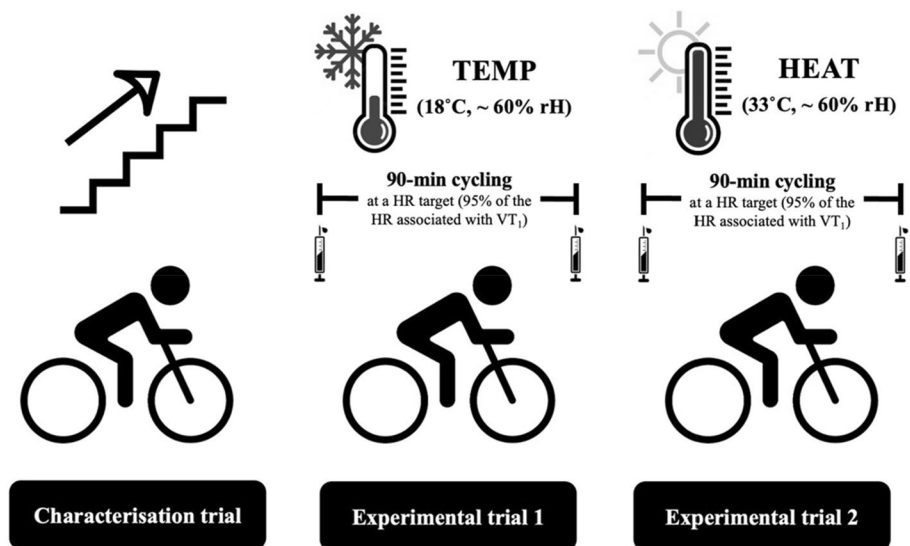 TEMP
(18˚C, ~ 60% rH)
90-min cycling
at a HR target (95% of the
HR associated with VT₁)
HEAT
(33˚C, ~ 60% rH)
90-min cycling
at a HR target (95% of the
HR associated with VT₁)
Characterisation trial
Experimental trial 1
Experimental trial 2